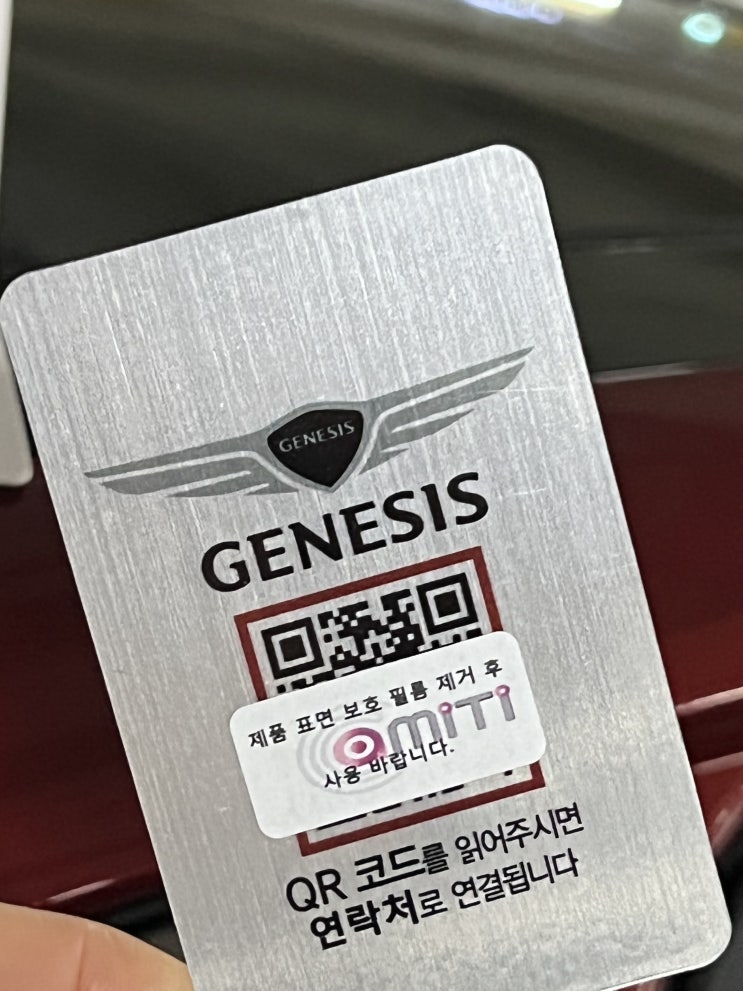 GENESIS
GENESIS
제품 표면 보호 필름 제거 후
OMITI
사용 바랍니다.
QR 코드를 읽어주시면
연락처로 연결됩니다